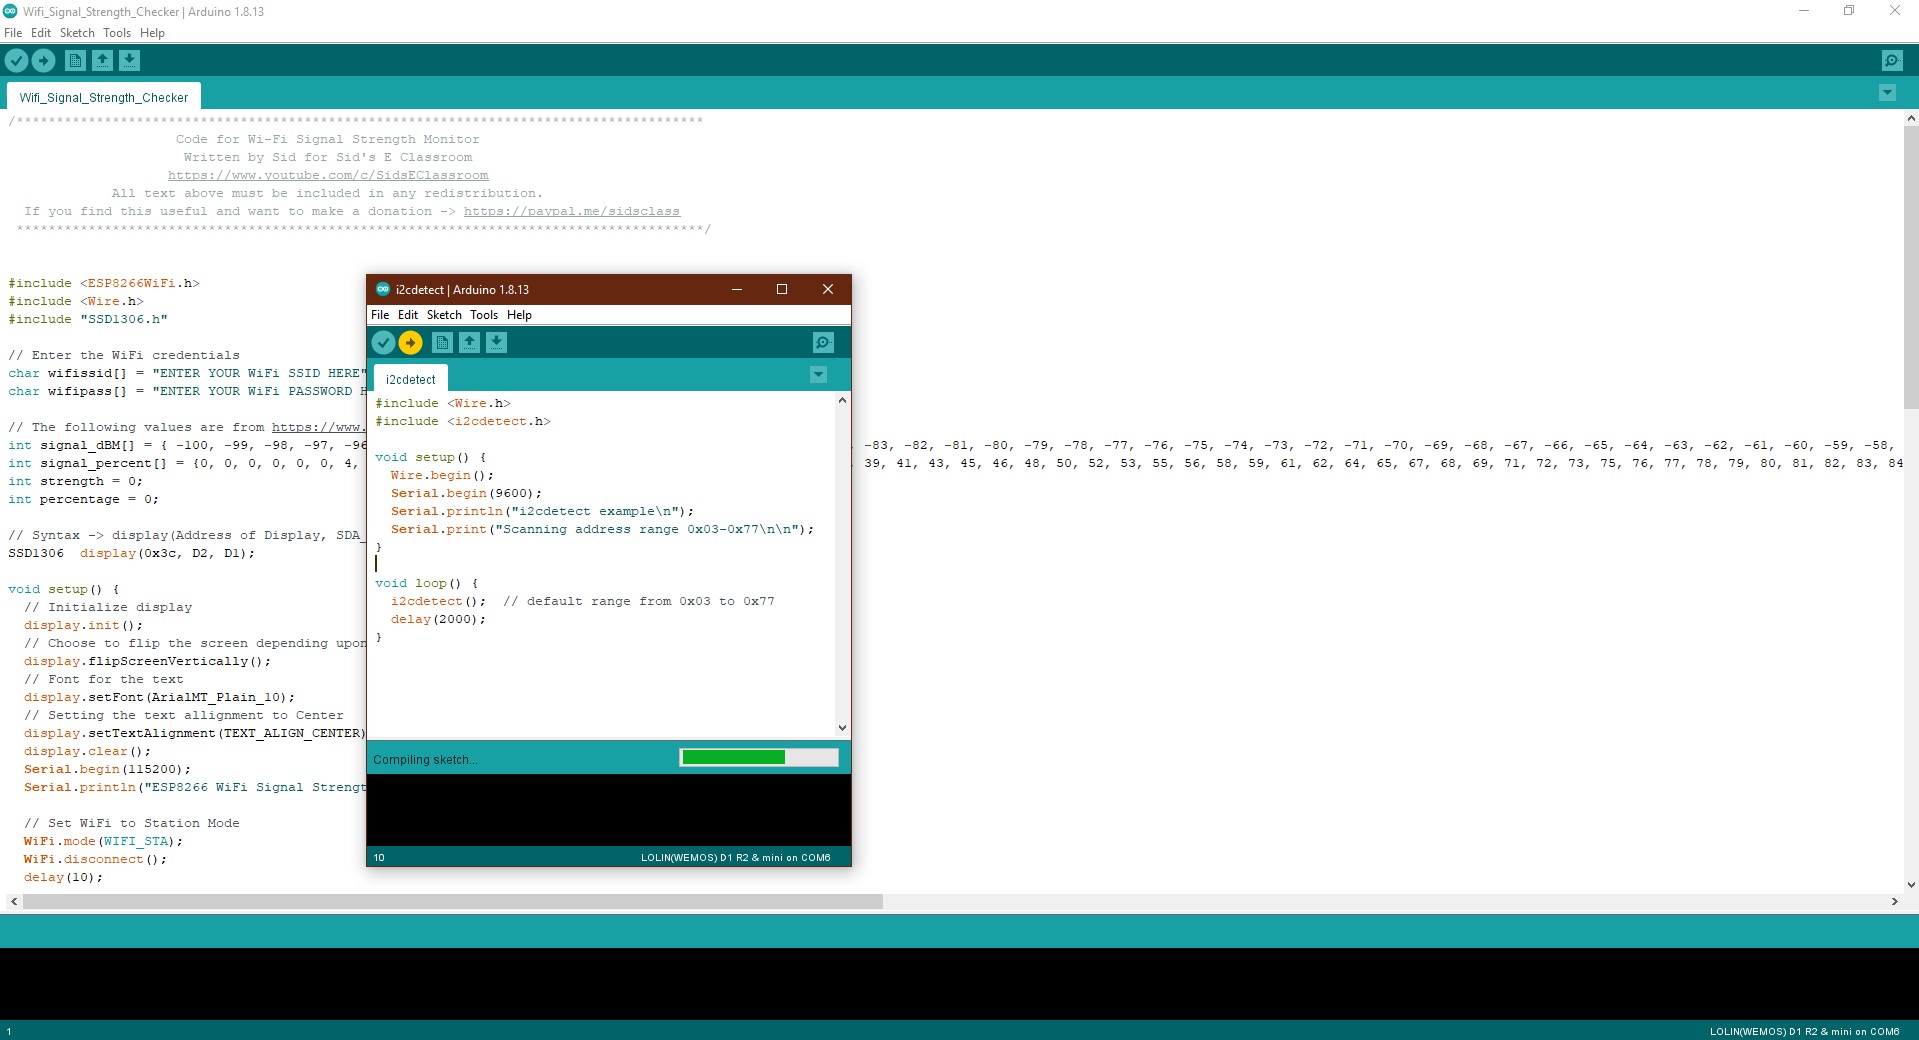 Wifi_Signal_Strength_Checker | Arduino 1.8.13
File Edit Sketch Tools Help
Wifi_Signal_Strength_Checker
/**************************************************************************************
Code for Wi-Fi Signal Strength Monitor
Written by Sid for Sid's E Classroom
https://www.youtube.com/c/SidsEClassroom
All text above must be included in any redistribution.
If you find this useful and want to make a donation -> https://paypal.me/sidsclass
**************************************************************************************/
#include <ESP8266WiFi.h>
#include <Wire.h>
#include "SSD1306.h"
// Enter the WiFi credentials
char wifissid[] = "ENTER YOUR WiFi SSID HERE"
char wifipass[] = "ENTER YOUR WiFi PASSWORD H
// The following values are from https://www.
int signal_dBM[] = { -100, -99, -98, -97, -96 , -83, -82, -81, -80, -79, -78, -77, -76, -75, -74, -73, -72, -71, -70, -69, -68, -67, -66, -65, -64, -63, -62, -61, -60, -59, -58,
int signal_percent[] = {0, 0, 0, 0, 0, 0, 4, 39, 41, 43, 45, 46, 48, 50, 52, 53, 55, 56, 58, 59, 61, 62, 64, 65, 67, 68, 69, 71, 72, 73, 75, 76, 77, 78, 79, 80, 81, 82, 83, 84
int strength = 0;
int percentage = 0;
// Syntax -> display(Address of Display, SDA_
SSD1306 display(0x3c, D2, D1);
void setup() {
// Initialize display
display.init();
// Choose to flip the screen depending upon
display.flipScreenVertically();
// Font for the text
display.setFont(ArialMT_Plain_10);
// Setting the text allignment to Center
display.setTextAlignment(TEXT_ALIGN_CENTER)
display.clear();
Serial.begin(115200);
Serial.println("ESP8266 WiFi Signal Strengt
// Set WiFi to Station Mode
WiFi.mode(WIFI_STA);
WiFi.disconnect();
delay(10);
i2cdetect | Arduino 1.8.13
File Edit Sketch Tools Help
i2cdetect
#include <Wire.h>
#include <i2cdetect.h>
void setup() {
Wire.begin();
Serial.begin(9600);
Serial.println("i2cdetect example\n");
Serial.print("Scanning address range 0x03-0x77\n\n");
}
void loop() {
i2cdetect();  // default range from 0x03 to 0x77
delay(2000);
}
Compiling sketch...
10 LOLIN(WEMOS) D1 R2 & mini on COM6
1 LOLIN(WEMOS) D1 R2 & mini on COM6